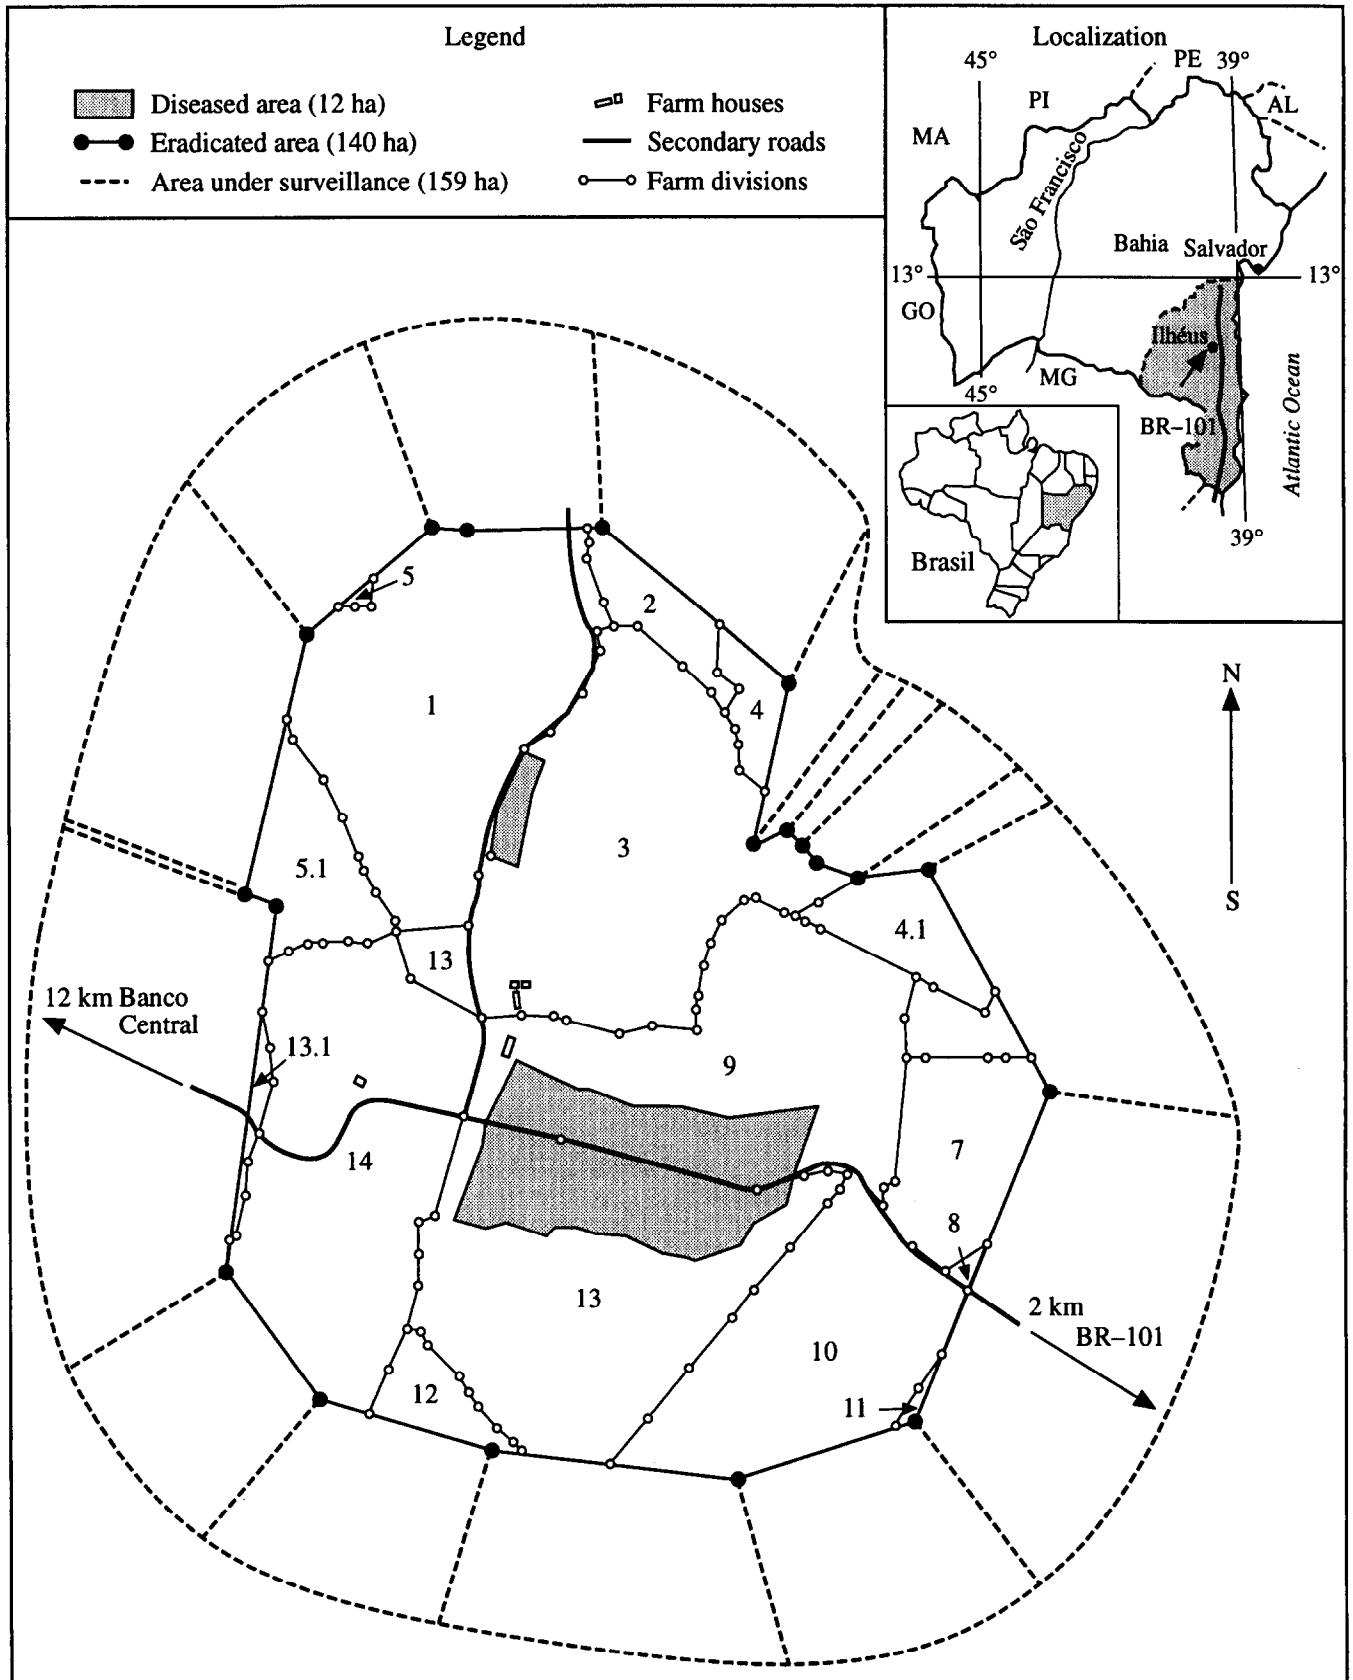 Legend
Diseased area (12 ha)
Eradicated area (140 ha)
Area under surveillance (159 ha)
Farm houses
Secondary roads
Farm divisions
Localization
45°
PE
39°
PI
AL
MA
São Francisco
Bahia
Salvador
13°
13°
GO
Ilhéus
MG
45°
BR–101
Atlantic Ocean
39°
Brasil
5
2
1
4
N
3
5.1
S
4.1
13
12 km Banco
Central
13.1
9
14
7
8
13
2 km
BR–101
10
12
11